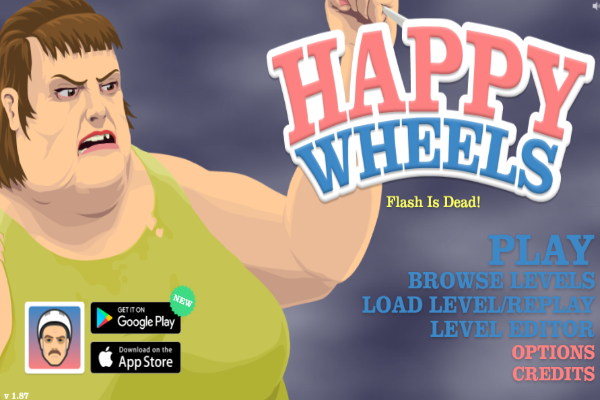 HAPPY
WHEELS
Flash Is Dead!
PLAY
BROWSE LEVELS
LOAD LEVEL/REPLAY
LEVEL EDITOR
OPTIONS
CREDITS
NEW
GET IT ON
Google Play
Download on the
App Store
v 1.87